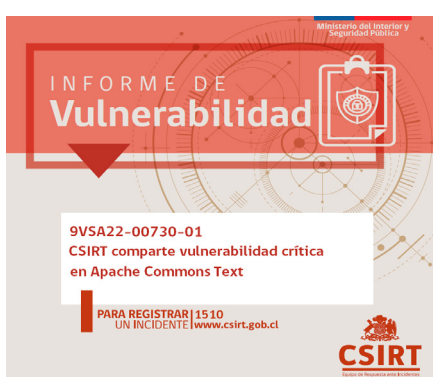 Ministerio del Interior y
Seguridad Pública
INFORME DE
Vulnerabilidad
9VSA22-00730-01
CSIRT comparte vulnerabilidad crítica
en Apache Commons Text
PARA REGISTRAR | 1510
UN INCIDENTE | www.csirt.gob.cl
CSIRT
Equipo de Respuesta ante Incidentes